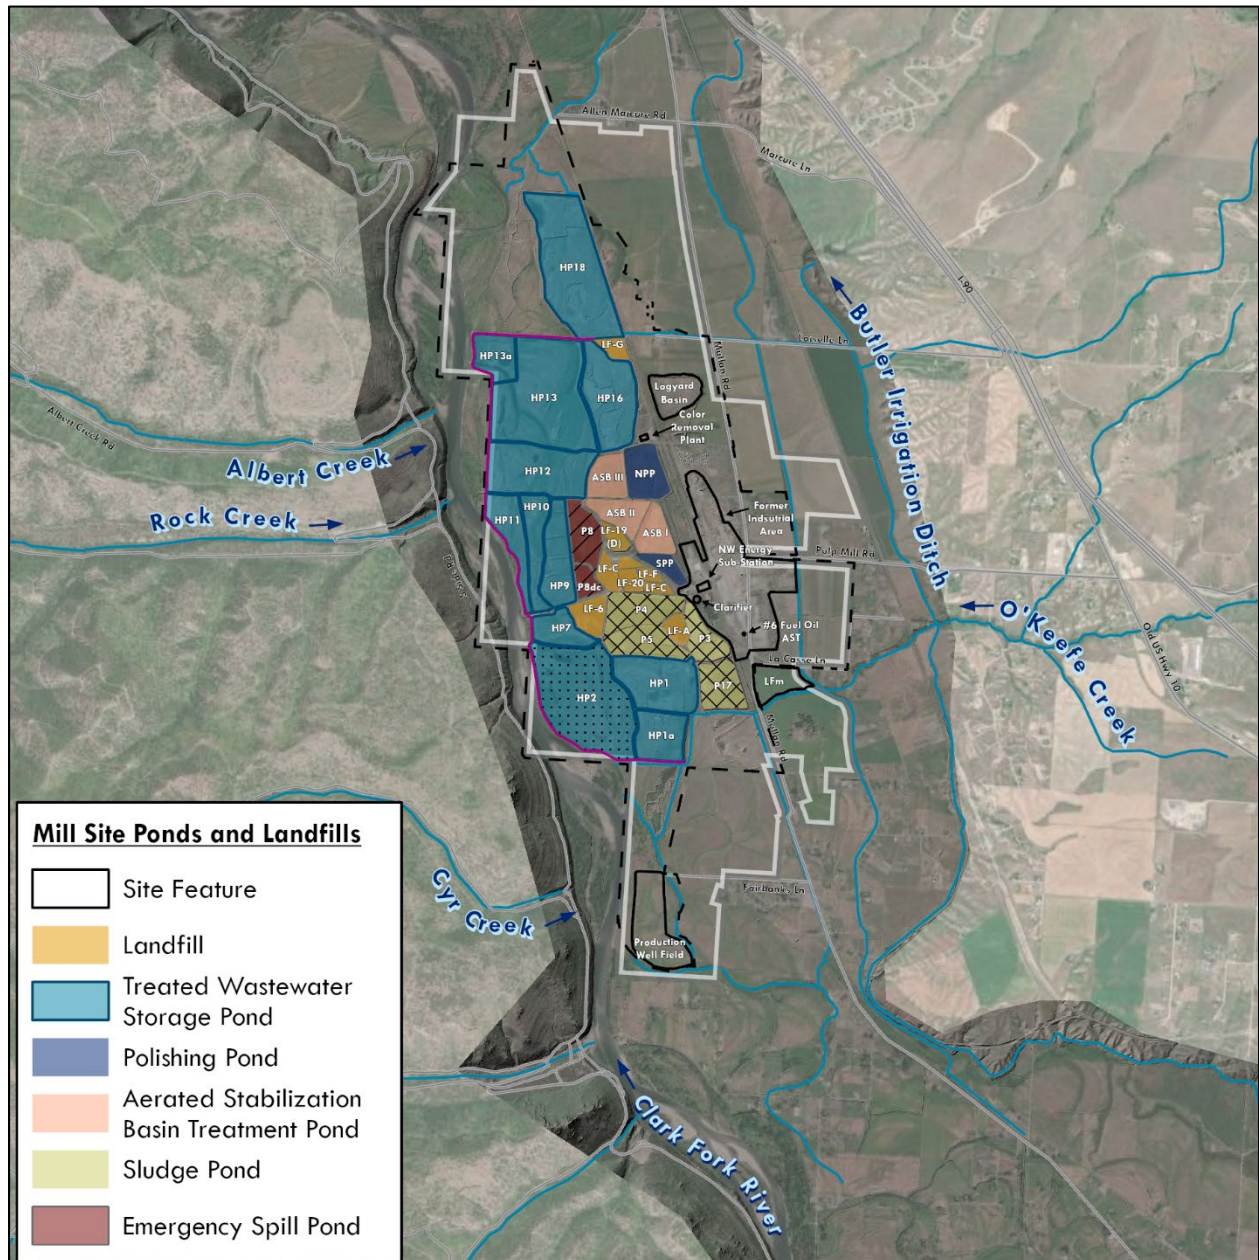 Allen Marcure Rd
Marcure Ln
I-90
HP18
Mullan Rd
Loiselle Ln
LF-G
HP13a
HP13
HP16
Logyard
Basin
Color
Removal
Plant
Butler Irrigation Ditch
Albert Creek Rd
Albert Creek
HP12
ASB III
NPP
Rock Creek
HP11
HP10
P8
ASB II
LF-19
(D)
ASB I
Former
Indsutrial
Area
Pulp Mill Rd
NW Energy
Sub Station
SPP
LF-C
LF-F
LF-20
LF-C
HP9
P8dc
Clarifier
O'Keefe Creek
Old US Hwy 10
LF-6
P4
HP7
P5
LF-A
P3
#6 Fuel Oil
AST
La Casse Ln
HP2
HP1
P17
LFm
HP1a
Mullan Rd
Cyr Creek
Fairbanks Ln
Production
Well Field
Clark Fork River
Mill Site Ponds and Landfills
Site Feature
Landfill
Treated Wastewater
Storage Pond
Polishing Pond
Aerated Stabilization
Basin Treatment Pond
Sludge Pond
Emergency Spill Pond